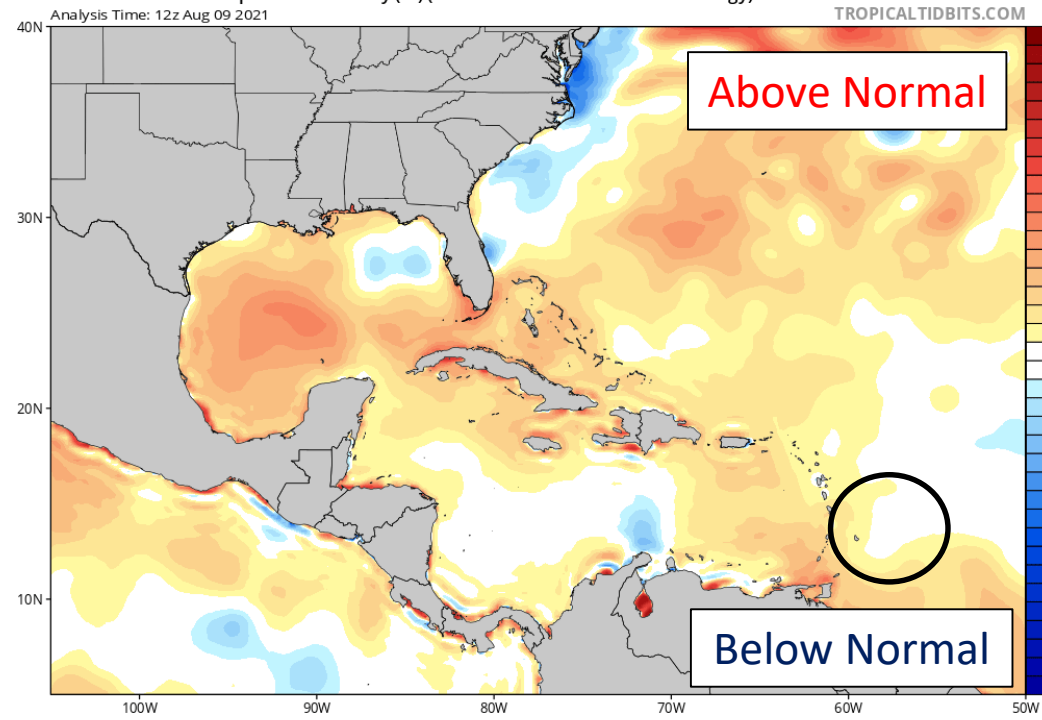 Analysis Time: 12z Aug 09 2021
TROPICALTIDBITS.COM
40N
Above Normal
30N
20N
10N
Below Normal
100W 90W 80W 70W 60W 50W